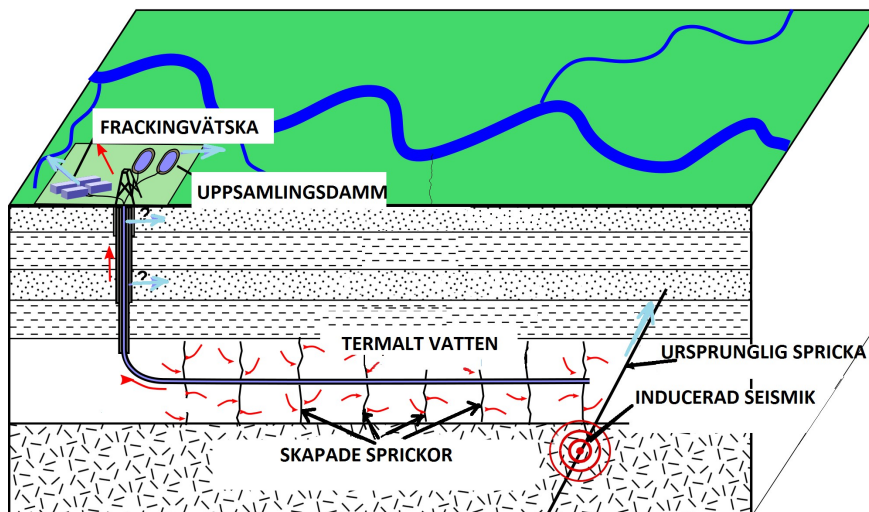 FRACKINGVÄTSKA
UPPSAMLINGSDAMM
?
?
TERMALT VATTEN
URSPRUNGLIG SPRICKA
INDUCERAD SEISMIK
SKAPADE SPRICKOR